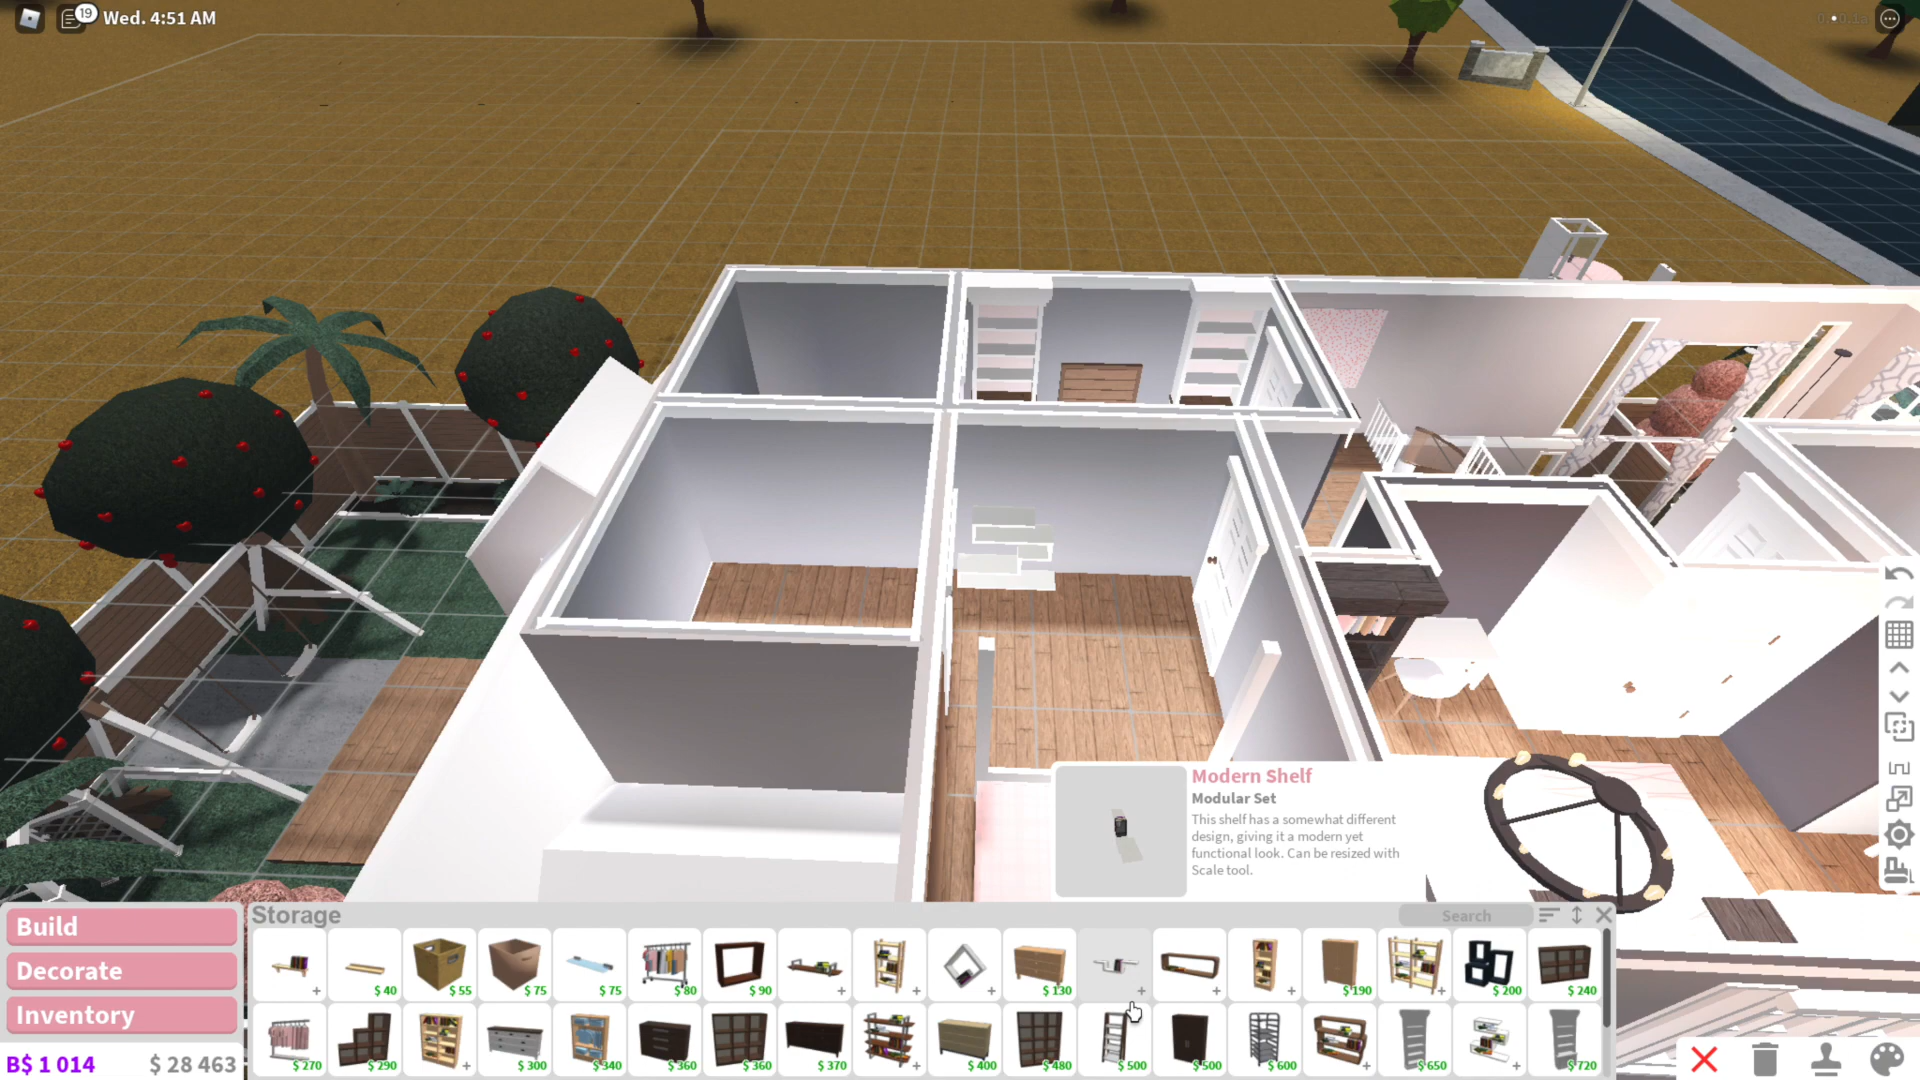 19 Wed. 4:51 AM
Modern Shelf
Modular Set
This shelf has a somewhat different
design, giving it a modern yet
functional look. Can be resized with
Scale tool.
Build
Decorate
Inventory
B$ 1 014 $ 28 463
Storage
Search
+ $ 40 $ 55 $ 75 $ 75 $ 80 $ 90 + + + $ 130 + + + $ 190 + $ 200 $ 240
$ 270 $ 290 + $ 300 $ 340 $ 360 $ 360 $ 370 + $ 400 $ 480 $ 500 $ 500 $ 600 + $ 650 + $ 720